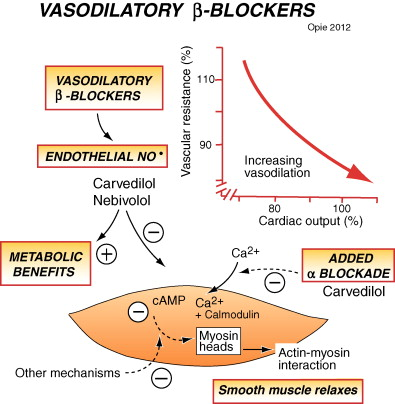 VASODILATORY β-BLOCKERS
Opie 2012
VASODILATORY
β -BLOCKERS
ENDOTHELIAL NO•
Carvedilol
Nebivolol
METABOLIC
BENEFITS
+
−
Vascular resistance (%)
110
90
Increasing
vasodilation
80
100
Cardiac output (%)
Ca2+
ADDED
α BLOCKADE
Carvedilol
−
cAMP
Ca2+
+ Calmodulin
−
Myosin
heads
Actin-myosin
interaction
Other mechanisms
−
Smooth muscle relaxes